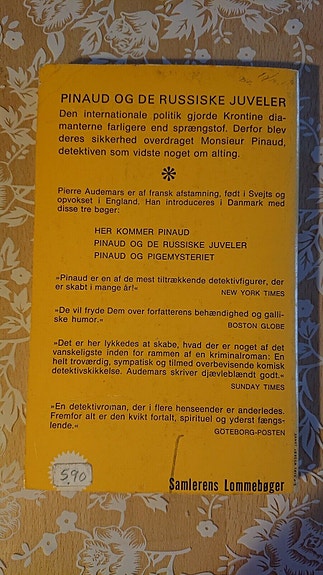 PINAUD OG DE RUSSISKE JUVELER
Den internationale politik gjorde Krontine dia-
manterne farligere end sprængstof. Derfor blev
deres sikkerhed overdraget Monsieur Pinaud,
detektiven som vidste noget om alting.
*
Pierre Audemars er af fransk afstamning, født i Svejts og
opvokset i England. Han introduceres i Danmark med
disse tre bøger:
HER KOMMER PINAUD
PINAUD OG DE RUSSISKE JUVELER
PINAUD OG PIGEMYSTERIET
»Pinaud er en af de mest tiltrækkende detektivfigurer, der
er skabt i mange år!«
NEW YORK TIMES
»De vil fryde Dem over forfatterens behændighed og galli-
ske humor.«
BOSTON GLOBE
»Det er her lykkedes at skabe, hvad der er noget af det
vanskeligste inden for rammen af en kriminalroman: En
helt troværdig, sympatisk og tilmed overbevisende komisk
detektivskikkelse. Audemars skriver djævleblændt godt.«
SUNDAY TIMES
»En detektivroman, der i flere henseender er anderledes.
Fremfor alt er den kvikt fortalt, spirituel og yderst fængs-
lende.«
GÖTEBORG-POSTEN
590
Samlerens Lommebøger